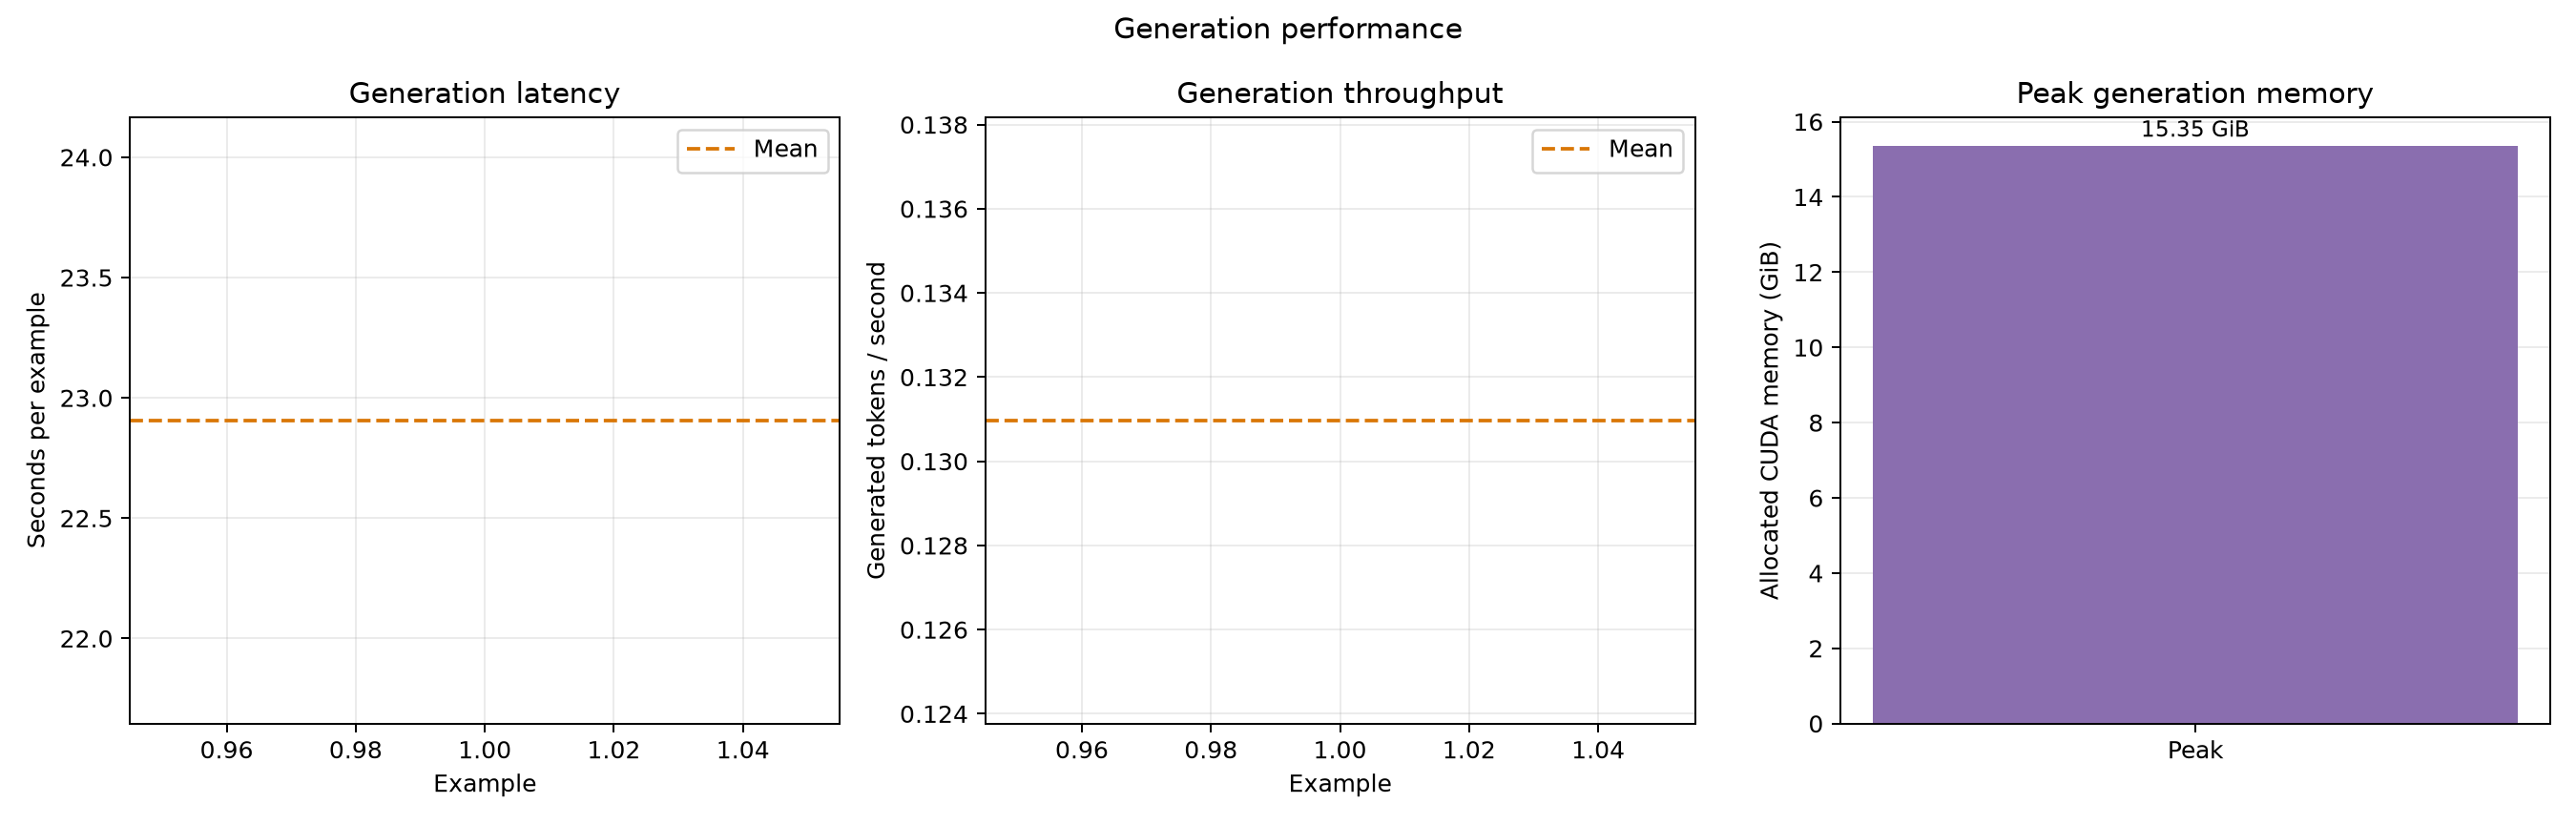 Generation performance
Generation latency
Seconds per example
24.0
23.5
23.0
22.5
22.0
Mean
0.96 0.98 1.00 1.02 1.04
Example
Generation throughput
Generated tokens / second
0.138
0.136
0.134
0.132
0.130
0.128
0.126
0.124
Mean
0.96 0.98 1.00 1.02 1.04
Example
Peak generation memory
Allocated CUDA memory (GiB)
16
14
12
10
8
6
4
2
0
15.35 GiB
Peak